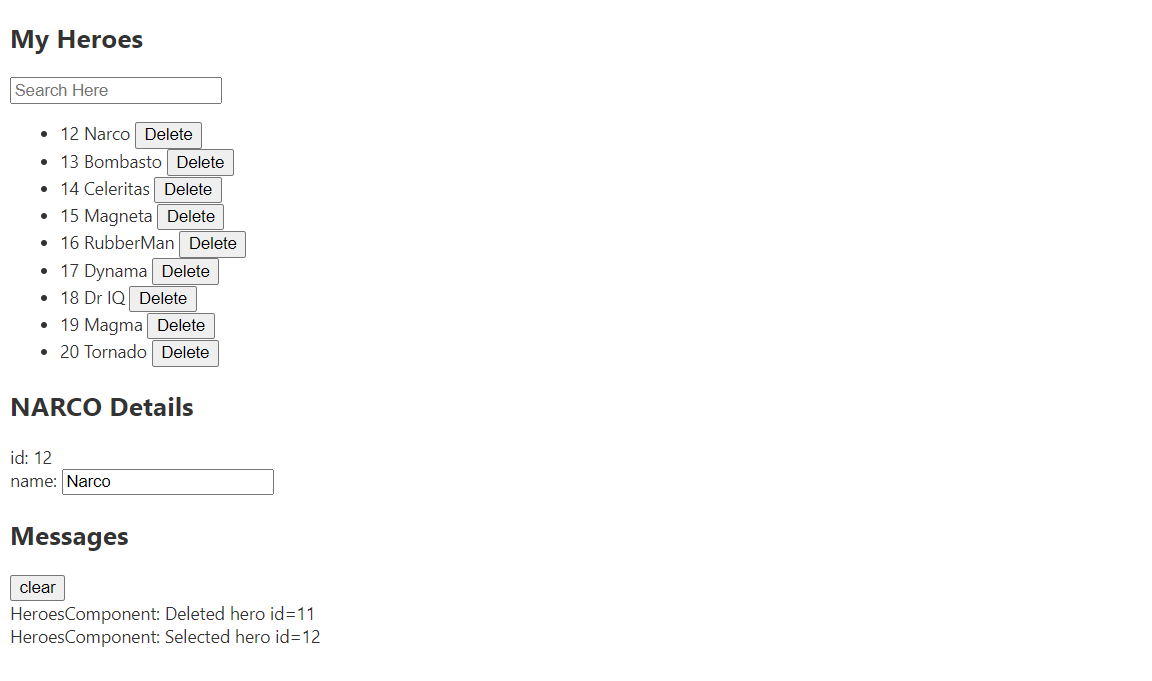 My Heroes
Search Here
12 Narco Delete
13 Bombasto Delete
14 Celeritas Delete
15 Magneta Delete
16 RubberMan Delete
17 Dynama Delete
18 Dr IQ Delete
19 Magma Delete
20 Tornado Delete
NARCO Details
id: 12
name: Narco
Messages
clear
HeroesComponent: Deleted hero id=11
HeroesComponent: Selected hero id=12